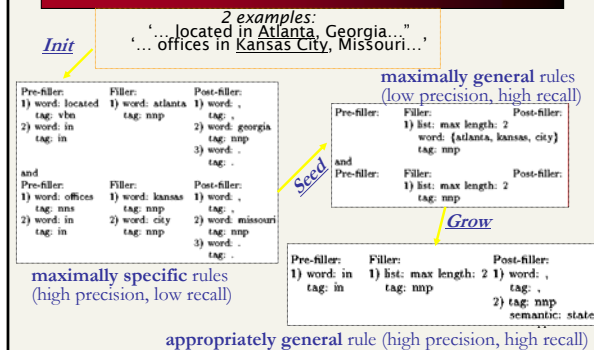 2 examples:
‘… located in Atlanta, Georgia…”
‘… offices in Kansas City, Missouri…’
Init
Pre-filler: Filler: Post-filler:
1) word: located 1) word: atlanta 1) word: ,
tag: vbn tag: nnp tag: ,
2) word: in 2) word: georgia
tag: in tag: nnp
3) word: .
tag: .
and
Pre-filler: Filler: Post-filler:
1) word: offices 1) word: kansas 1) word: ,
tag: nns tag: nnp tag: ,
2) word: in 2) word: city 2) word: missouri
tag: in tag: nnp tag: nnp
3) word: .
tag: .
maximally specific rules
(high precision, low recall)
Seed
maximally general rules
(low precision, high recall)
Pre-filler: Filler: Post-filler:
1) list: max length: 2
word: {atlanta, kansas, city}
tag: nnp
and
Pre-filler: Filler: Post-filler:
1) list: max length: 2
tag: nnp
Grow
Pre-filler: Filler: Post-filler:
1) word: in 1) list: max length: 2 1) word: ,
tag: in tag: nnp tag: ,
2) tag: nnp
semantic: state
appropriately general rule (high precision, high recall)